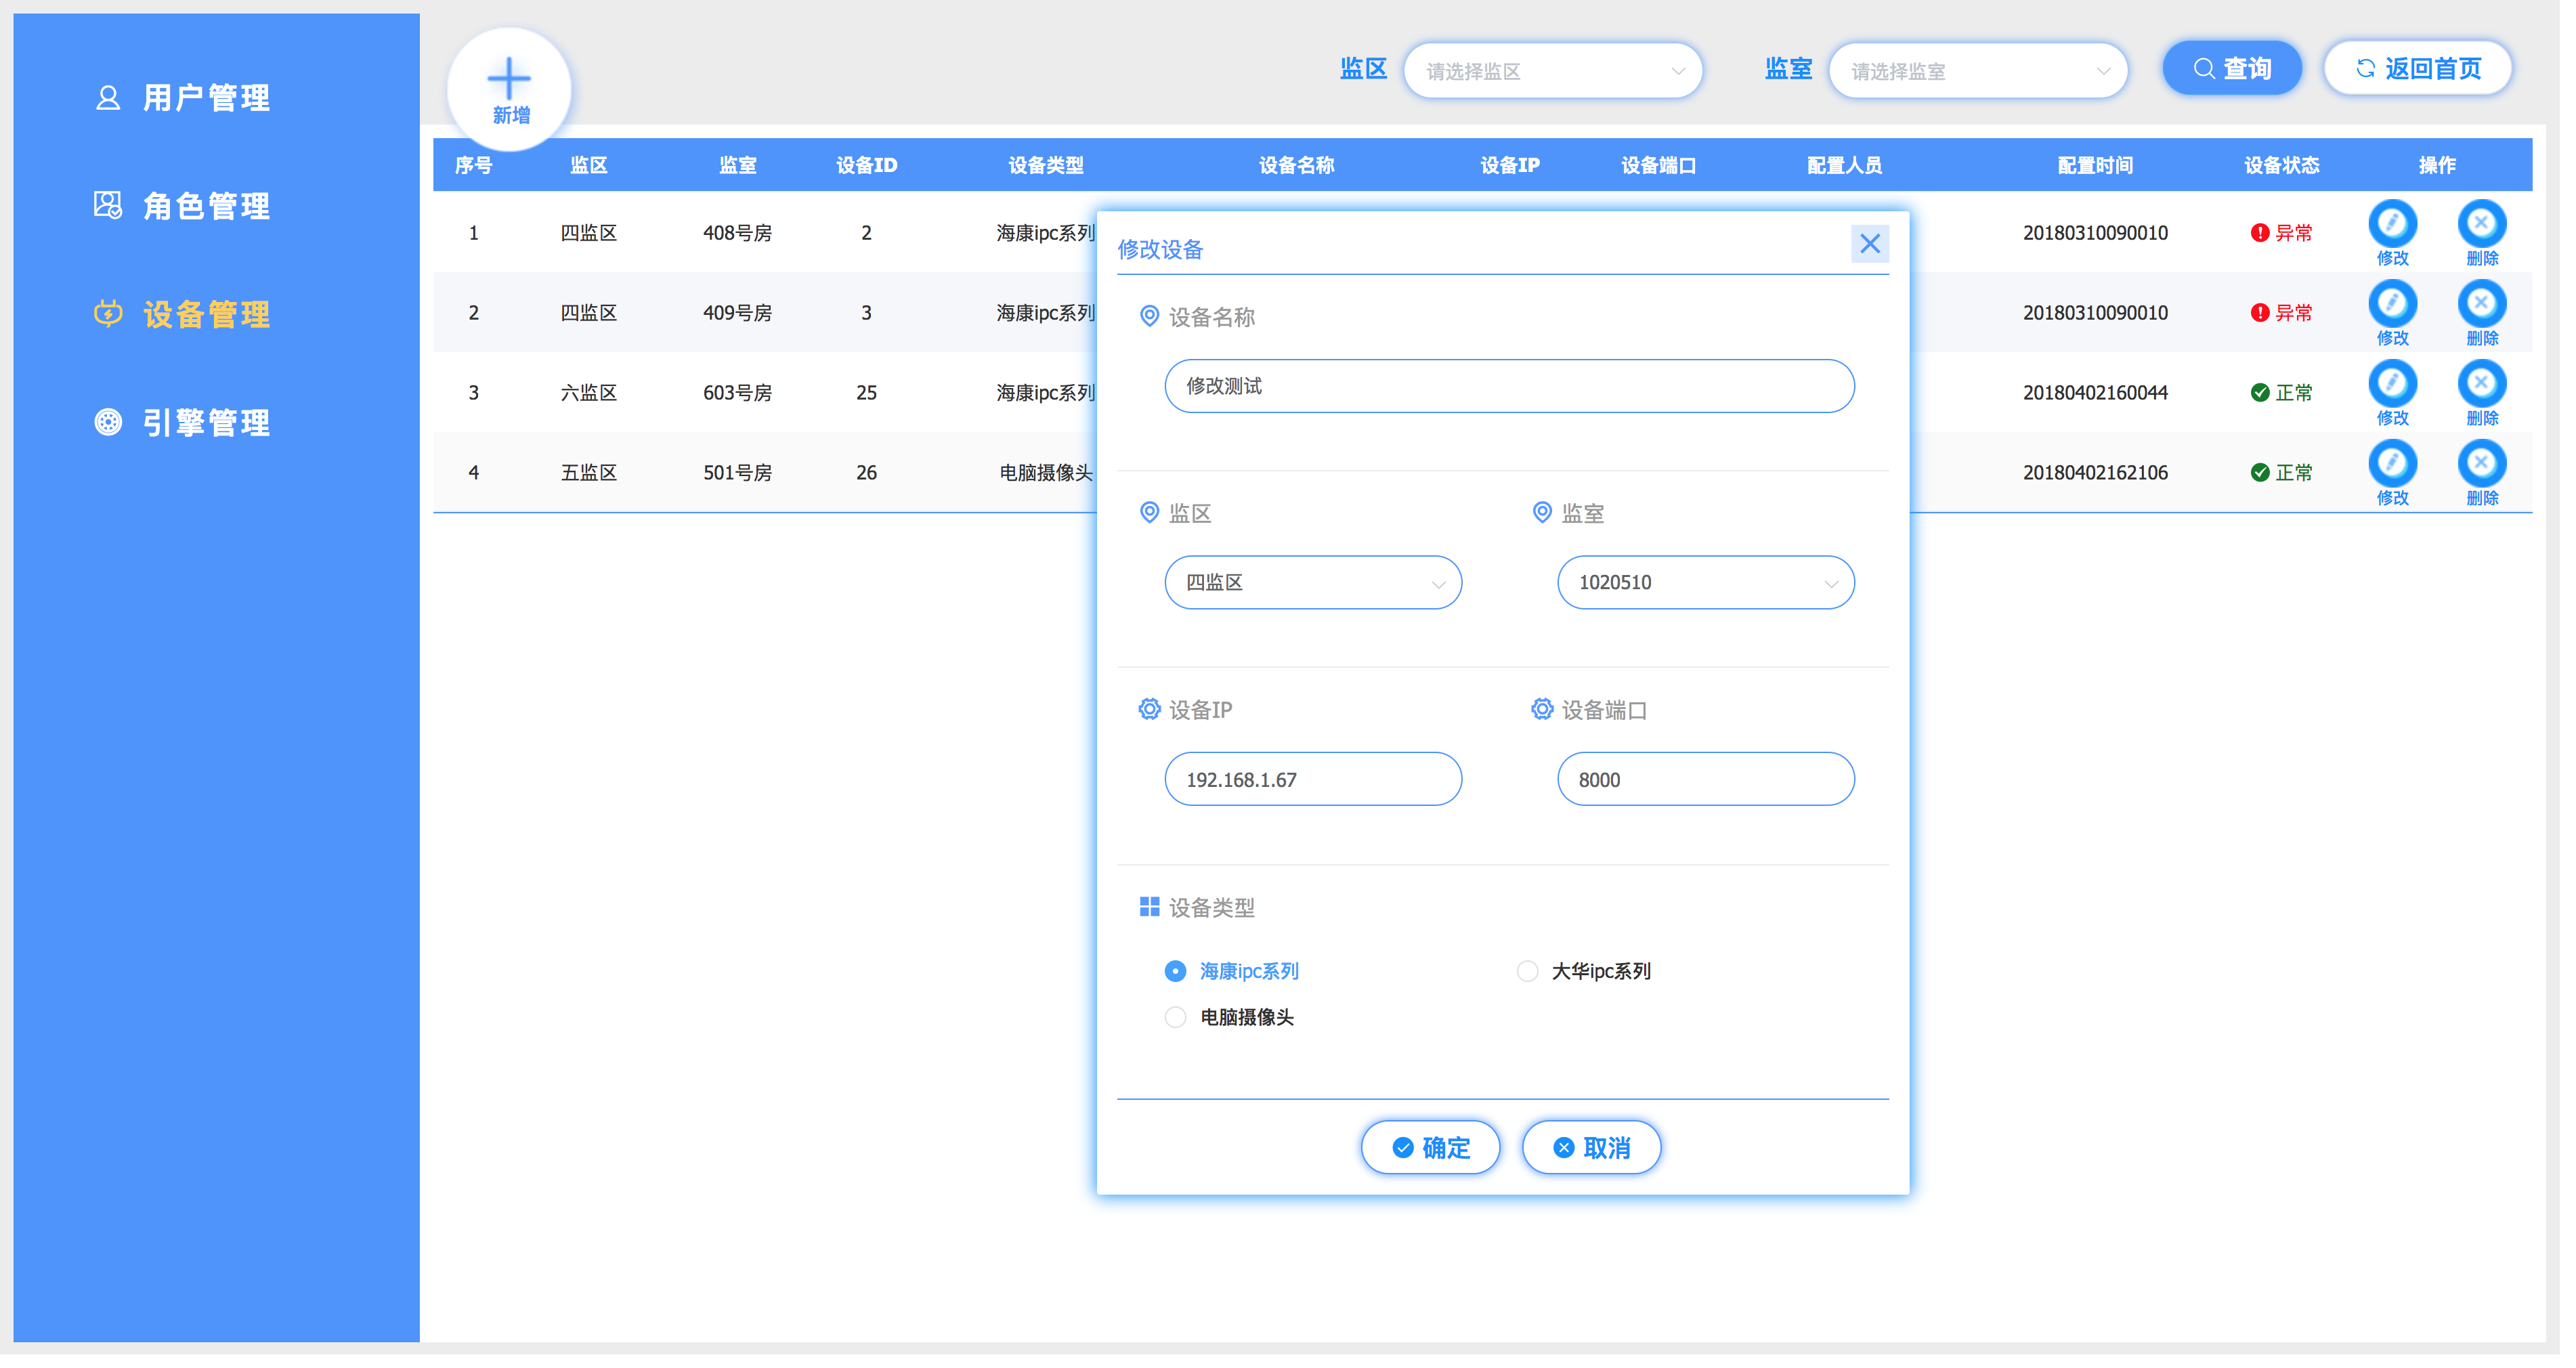 用户管理
角色管理
设备管理
引擎管理
新增
监区 请选择监区 监室 请选择监室 查询 返回首页
序号 监区 监室 设备ID 设备类型 设备名称 设备IP 设备端口 配置人员 配置时间 设备状态 操作
1 四监区 408号房 2 海康ipc系列 20180310090010 异常 修改 删除
2 四监区 409号房 3 海康ipc系列 20180310090010 异常 修改 删除
3 六监区 603号房 25 海康ipc系列 20180402160044 正常 修改 删除
4 五监区 501号房 26 电脑摄像头 20180402162106 正常 修改 删除
修改设备
设备名称
修改测试
监区 监室
四监区 1020510
设备IP 设备端口
192.168.1.67 8000
设备类型
海康ipc系列 大华ipc系列
电脑摄像头
确定 取消